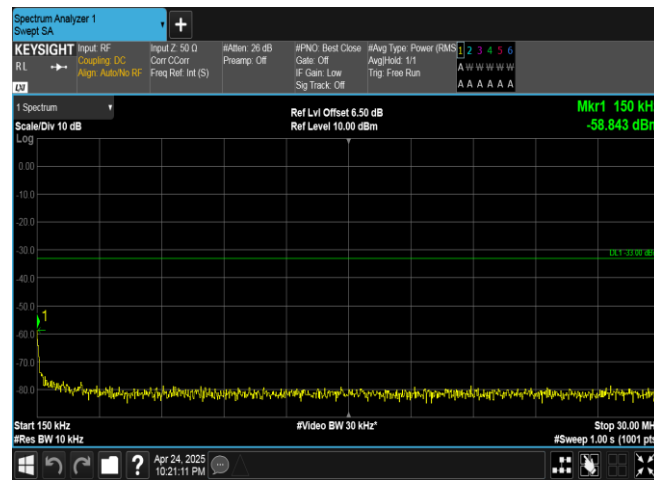 Spectrum Analyzer 1
Swept SA
+
KEYSIGHT Input: RF Input Z: 50 Ω #Atten: 26 dB #PNO: Best Close #Avg Type: Power (RMS 1 2 3 4 5 6
RL Coupling: DC Corr CCorr Preamp: Off Gate: Off Avg|Hold: 1/1 A W W W W W
Align: Auto/No RF Freq Ref: Int (S) IF Gain: Low Trig: Free Run
LXI Sig Track: Off A A A A A A
1 Spectrum Ref Lvl Offset 6.50 dB Mkr1 150 kH
Scale/Div 10 dB Ref Level 10.00 dBm -58.843 dBm
Log
0.00
-10.0
-20.0
-30.0 DL1 -33.00 dB
-40.0
-50.0
1
-60.0
-70.0
-80.0
Start 150 kHz #Video BW 30 kHz* Stop 30.00 MH
#Res BW 10 kHz #Sweep 1.00 s (1001 pts
? Apr 24, 2025
10:21:11 PM